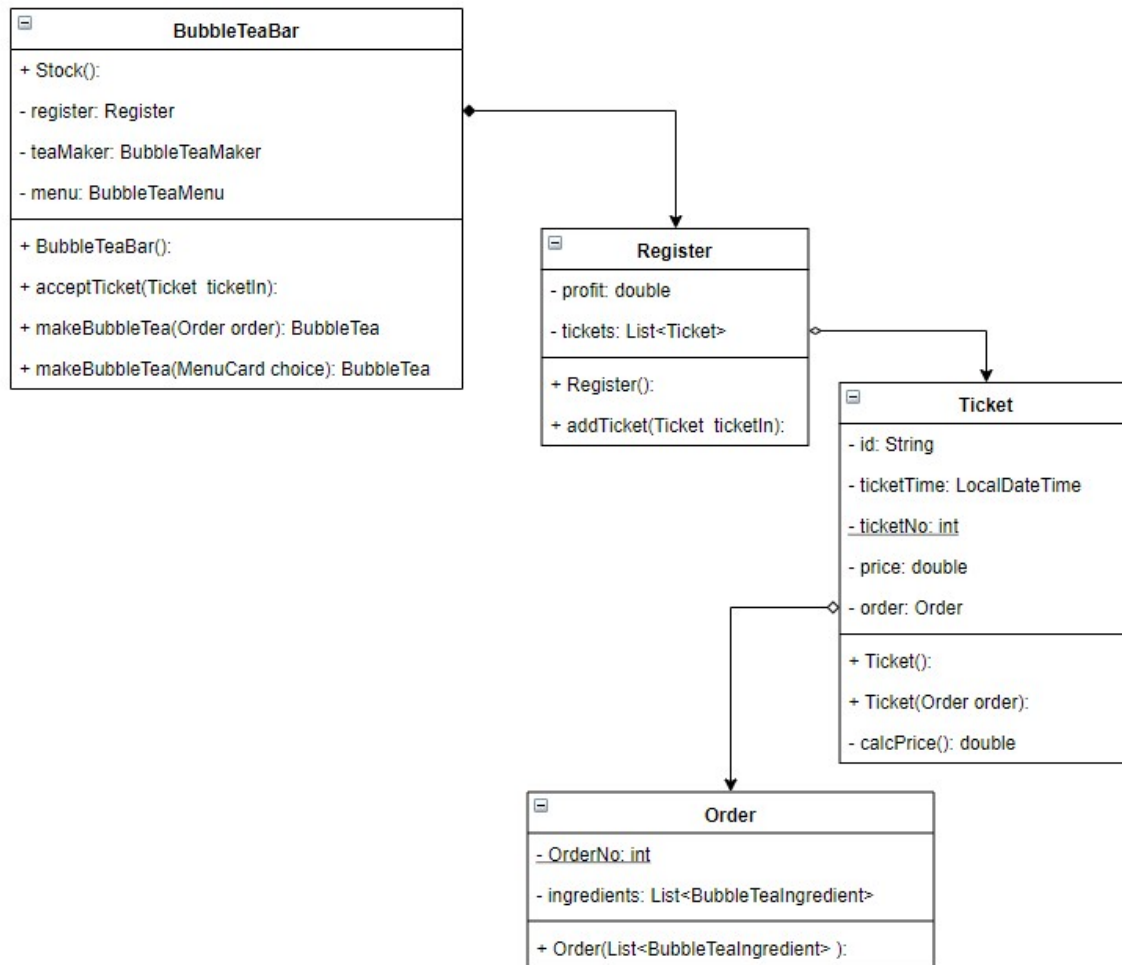 BubbleTeaBar
+ Stock():
- register: Register
- teaMaker: BubbleTeaMaker
- menu: BubbleTeaMenu
+ BubbleTeaBar():
+ acceptTicket(Ticket ticketIn):
+ makeBubbleTea(Order order): BubbleTea
+ makeBubbleTea(MenuCard choice): BubbleTea
Register
- profit: double
- tickets: List<Ticket>
+ Register():
+ addTicket(Ticket ticketIn):
Ticket
- id: String
- ticketTime: LocalDateTime
- ticketNo: int
- price: double
- order: Order
+ Ticket():
+ Ticket(Order order):
- calcPrice(): double
Order
- OrderNo: int
- ingredients: List<BubbleTeaIngredient>
+ Order(List<BubbleTeaIngredient> ):